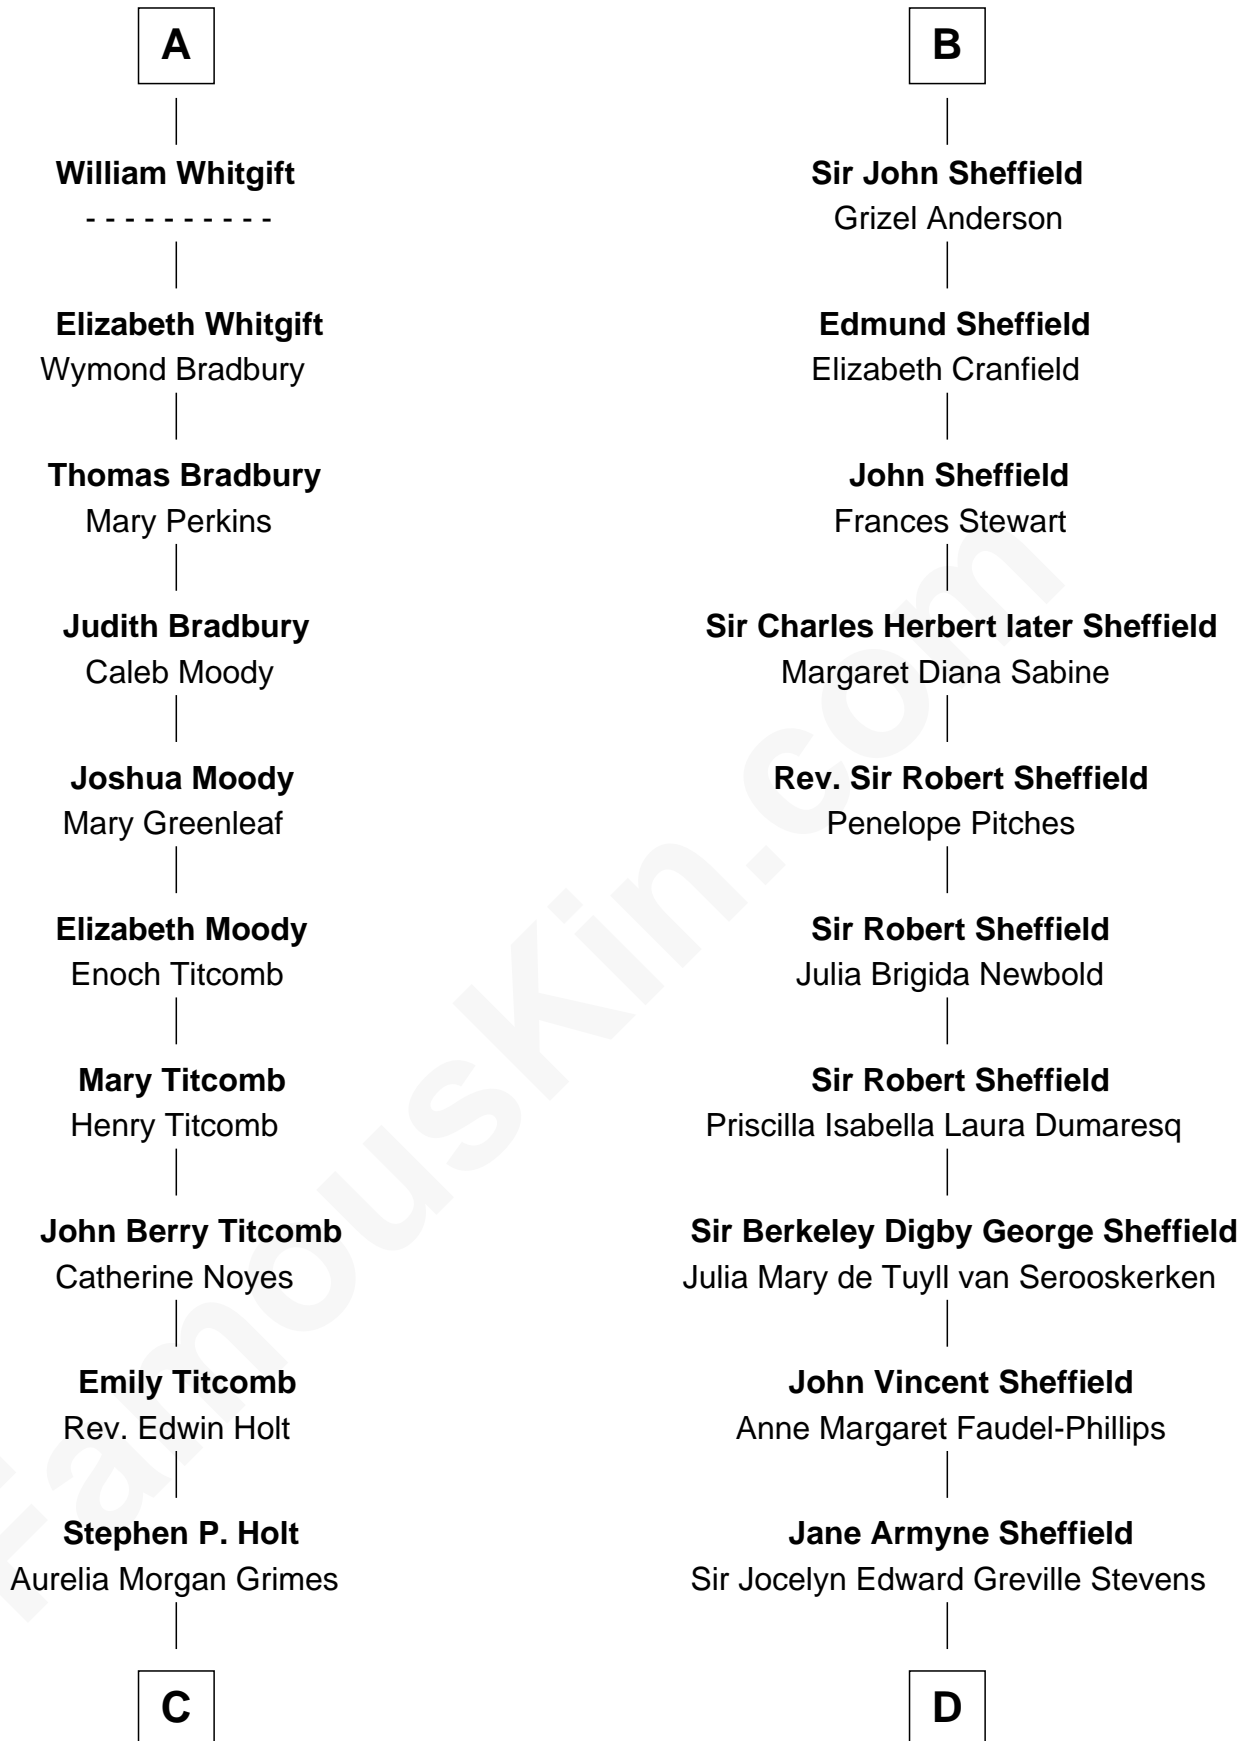 A
William Whitgift
- - - - - - - - - -
Elizabeth Whitgift
Wymond Bradbury
Thomas Bradbury
Mary Perkins
Judith Bradbury
Caleb Moody
Joshua Moody
Mary Greenleaf
Elizabeth Moody
Enoch Titcomb
Mary Titcomb
Henry Titcomb
John Berry Titcomb
Catherine Noyes
Emily Titcomb
Rev. Edwin Holt
Stephen P. Holt
Aurelia Morgan Grimes
C
B
Sir John Sheffield
Grizel Anderson
Edmund Sheffield
Elizabeth Cranfield
John Sheffield
Frances Stewart
Sir Charles Herbert later Sheffield
Margaret Diana Sabine
Rev. Sir Robert Sheffield
Penelope Pitches
Sir Robert Sheffield
Julia Brigida Newbold
Sir Robert Sheffield
Priscilla Isabella Laura Dumaresq
Sir Berkeley Digby George Sheffield
Julia Mary de Tuyll van Serooskerken
John Vincent Sheffield
Anne Margaret Faudel-Phillips
Jane Armyne Sheffield
Sir Jocelyn Edward Greville Stevens
D
FamousKin.com